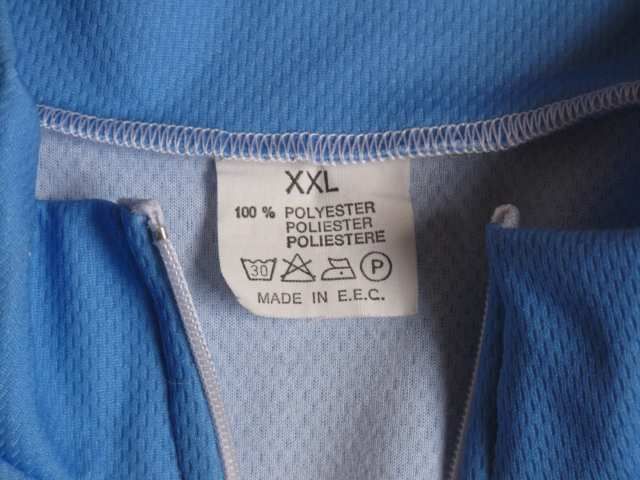 XXL
100 % POLYESTER
POLIESTER
POLIESTERE
30 P
MADE IN E.E.C.